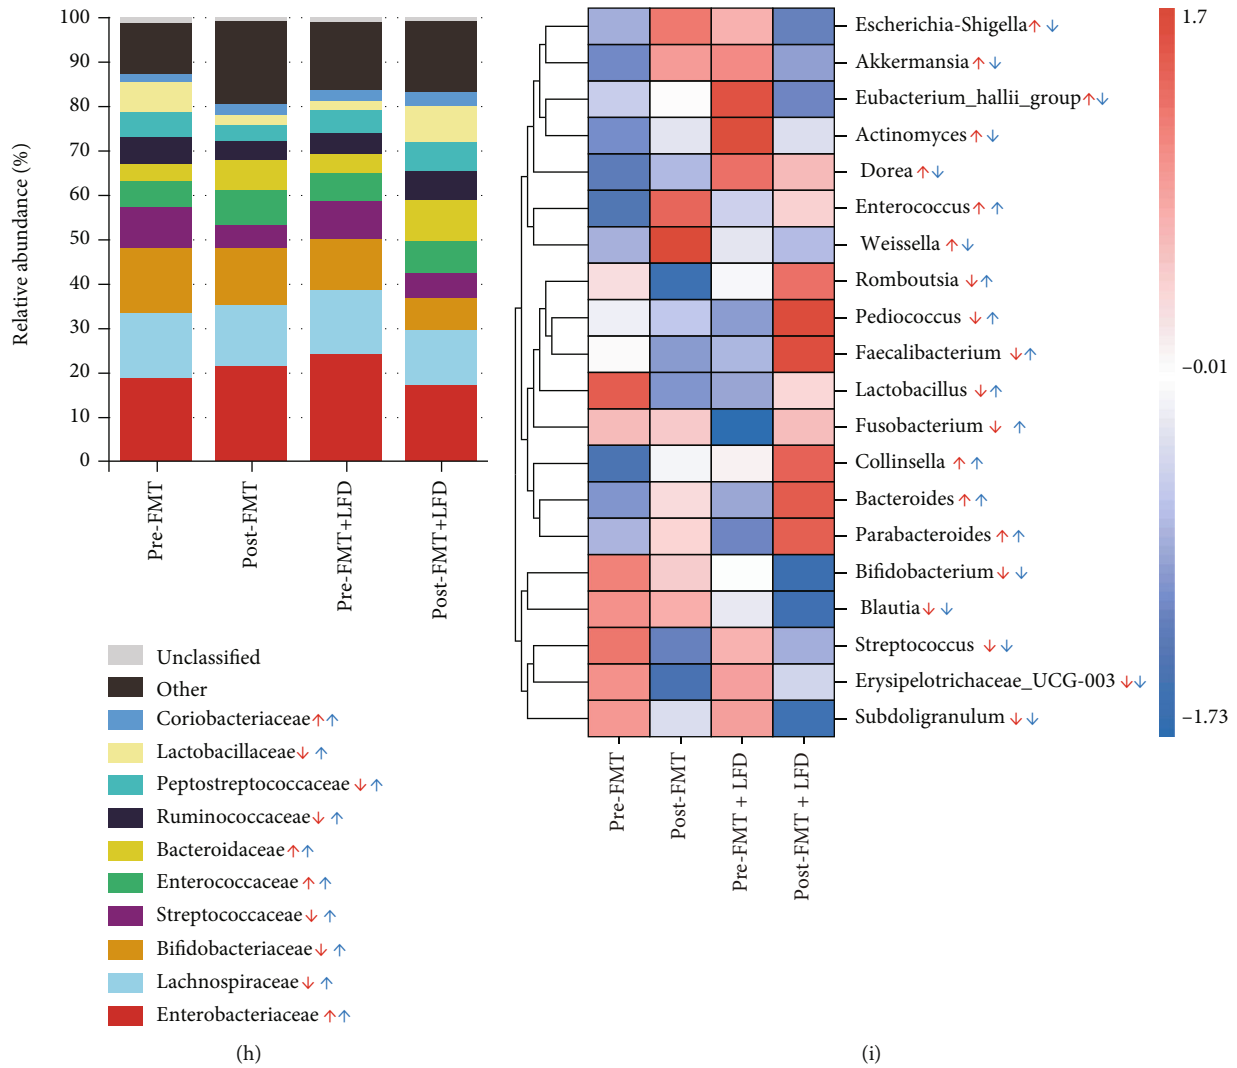 Relative abundance (%)
100
90
80
70
60
50
40
30
20
10
0
Pre-FMT
Post-FMT
Pre-FMT+LFD
Post-FMT+LFD
Unclassified
Other
Coriobacteriaceae↑↑
Lactobacillaceae↓ ↑
Peptostreptococcaceae ↓ ↑
Ruminococcaceae↓ ↑
Bacteroidaceae↑↑
Enterococcaceae ↑ ↑
Streptococcaceae ↓ ↑
Bifidobacteriaceae↓ ↑
Lachnospiraceae ↓ ↑
Enterobacteriaceae ↑↑
(h)
Escherichia-Shigella↑ ↓
Akkermansia ↑ ↓
Eubacterium_hallii_group↑↓
Actinomyces ↑ ↓
Dorea ↑↓
Enterococcus ↑ ↑
Weissella ↑↓
Romboutsia ↓↑
Pediococcus ↓ ↑
Faecalibacterium ↓↑
Lactobacillus ↓↑
Fusobacterium ↓ ↑
Collinsella ↑ ↑
Bacteroides ↑ ↑
Parabacteroides ↑↑
Bifidobacterium↓ ↓
Blautia↓ ↓
Streptococcus ↓↓
Erysipelotrichaceae_UCG-003 ↓↓
Subdoligranulum ↓↓
Pre-FMT
Post-FMT
Pre-FMT + LFD
Post-FMT + LFD
1.7
−0.01
−1.73
(i)